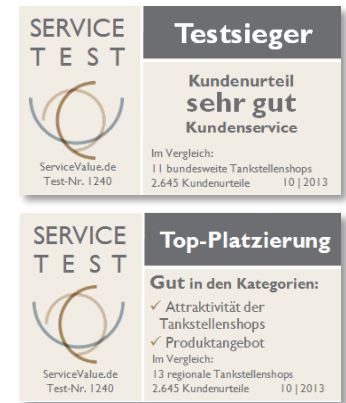 SERVICE
TEST
ServiceValue.de
Test-Nr. 1240
Testsieger
Kundenurteil
sehr gut
Kundenservice
Im Vergleich:
11 bundesweite Tankstellenshops
2.645 Kundenurteile 10 | 2013
SERVICE
TEST
ServiceValue.de
Test-Nr. 1240
Top-Platzierung
Gut in den Kategorien:
✓ Attraktivität der
Tankstellenshops
✓ Produktangebot
Im Vergleich:
13 regionale Tankstellenshops
2.645 Kundenurteile 10 | 2013